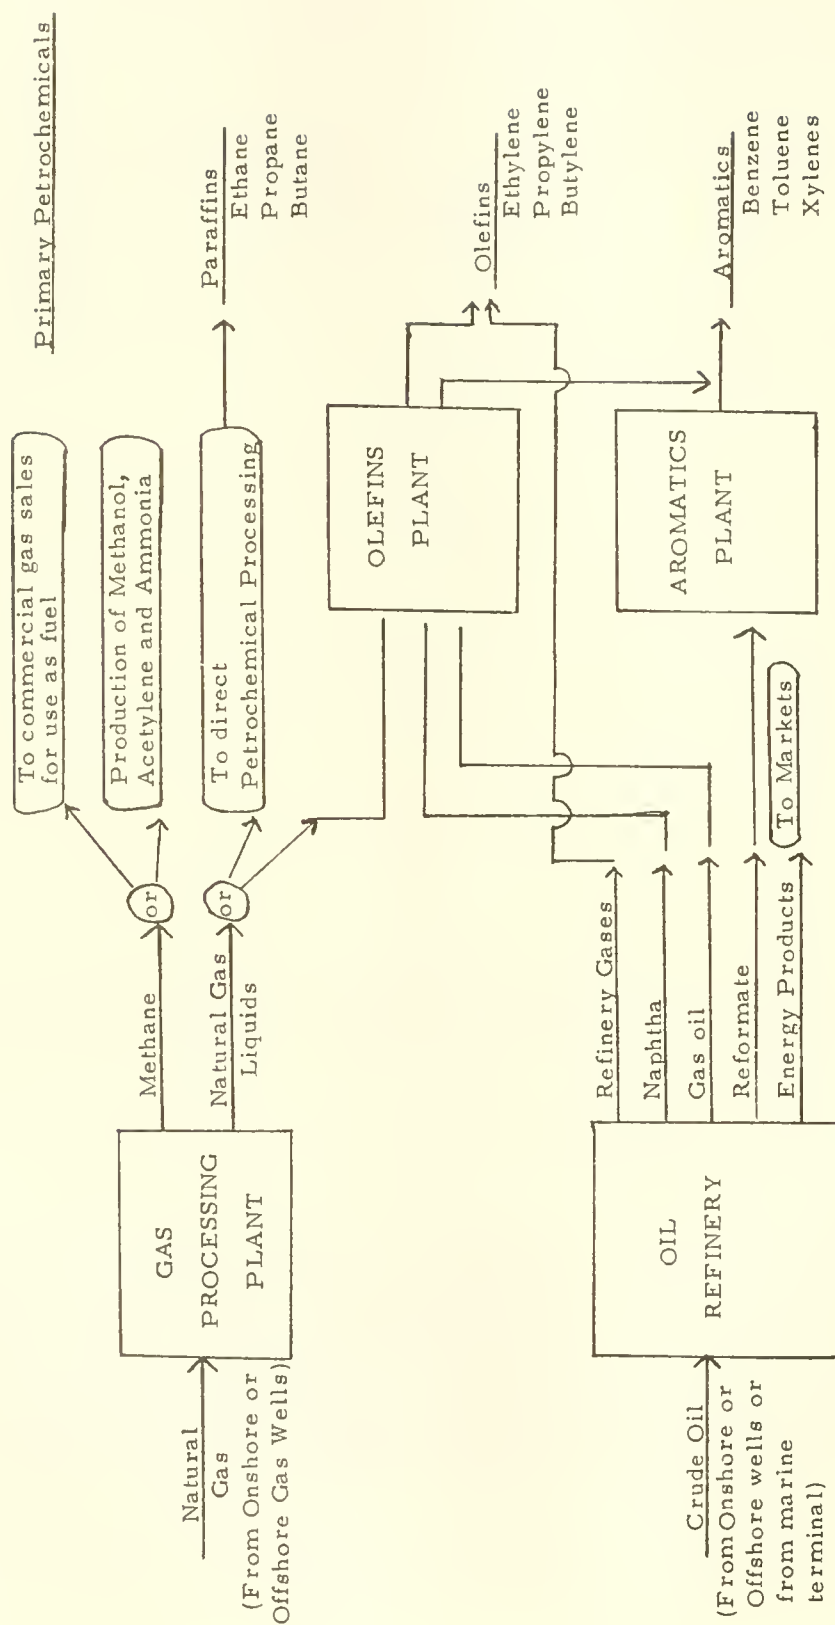 Primary Petrochemicals
To commercial gas sales
for use as fuel
Production of Methanol,
Acetylene and Ammonia
To direct
Petrochemical Processing
Paraffins
Ethane
Propane
Butane
or
or
Methane
Natural Gas
Liquids
GAS
PROCESSING
PLANT
Natural
Gas
(From Onshore or
Offshore Gas Wells)
OLEFINS
PLANT
Olefins
Ethylene
Propylene
Butylene
AROMATICS
PLANT
Aromatics
Benzene
Toluene
Xylenes
Refinery Gases
Naphtha
Gas oil
Reformate
Energy Products
To Markets
OIL
REFINERY
Crude Oil
(From Onshore or
Offshore wells or
from marine
terminal)